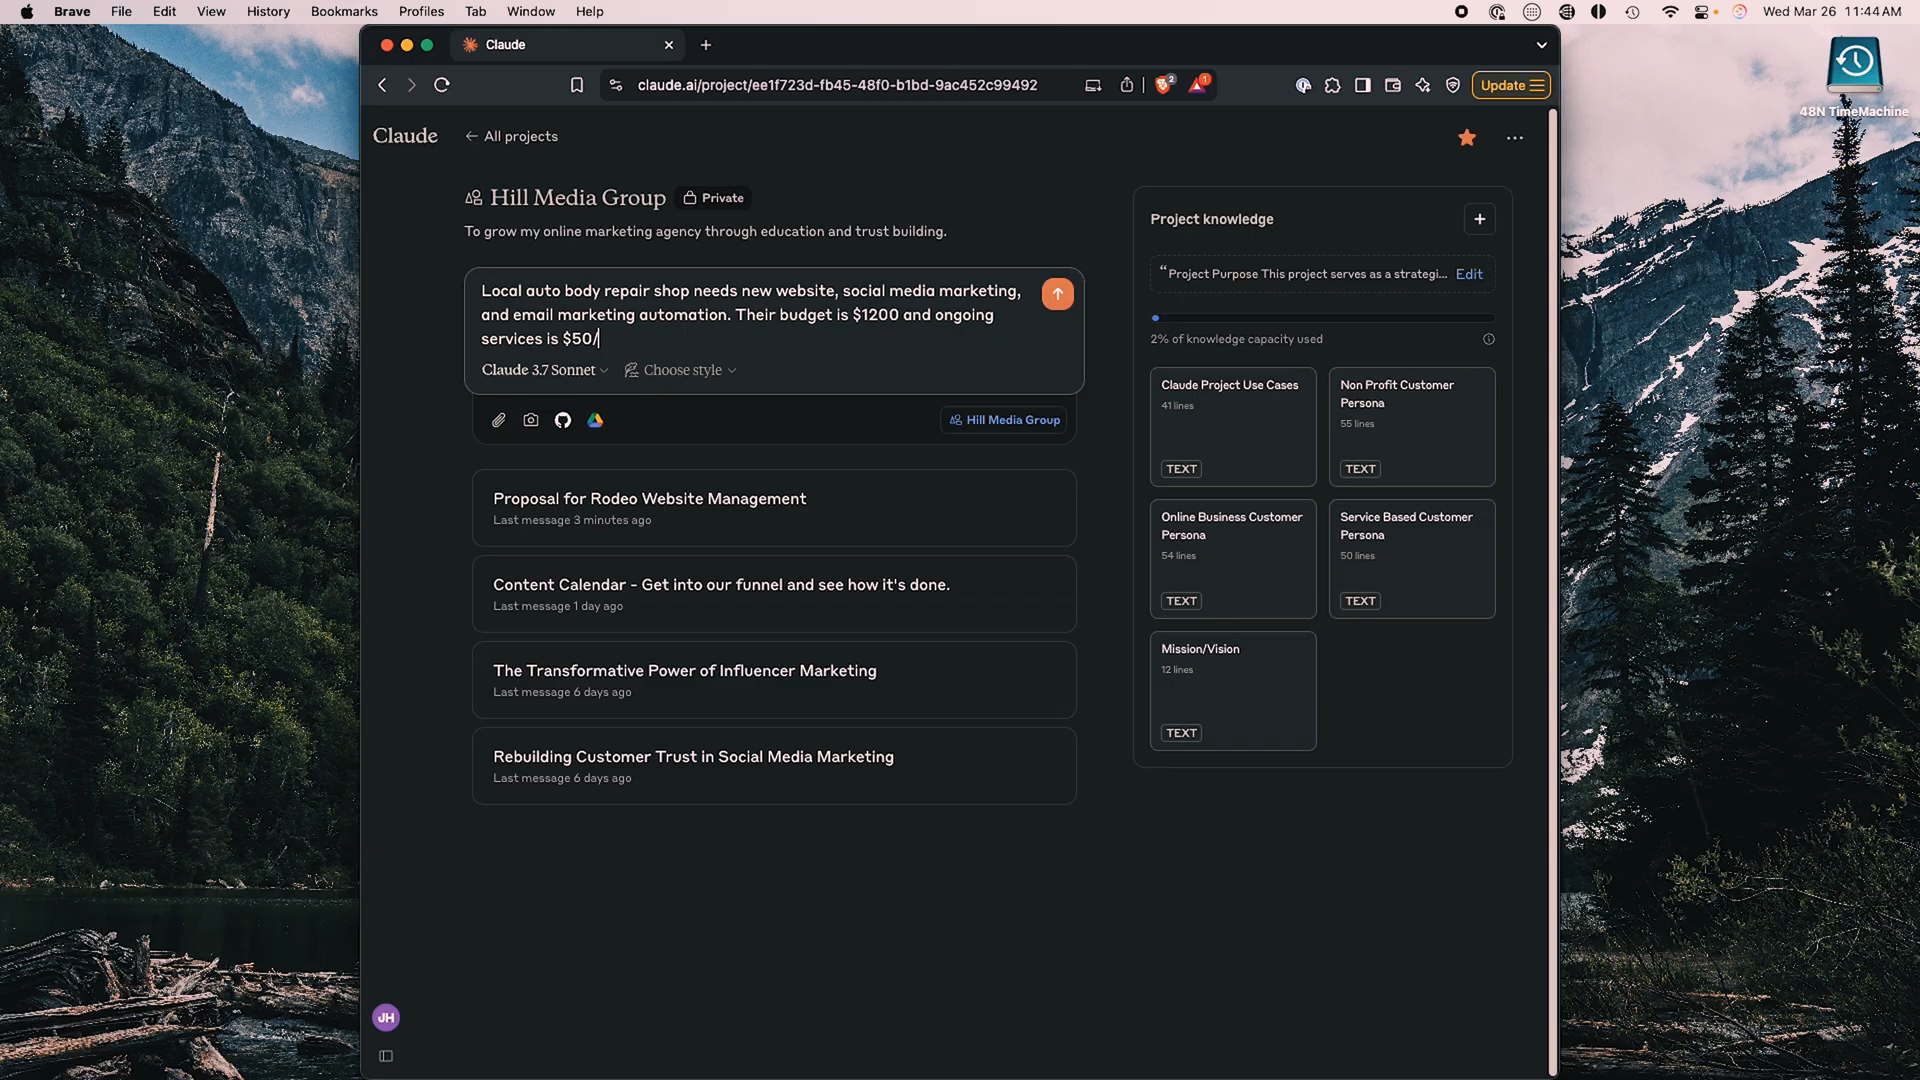 Brave File Edit View History Bookmarks Profiles Tab Window Help
Wed Mar 26 11:44 AM
Claude
claude.ai/project/ee1f723d-fb45-48f0-b1bd-9ac452c99492
2
1
Update
48N TimeMachine
Claude
← All projects
Hill Media Group
Private
To grow my online marketing agency through education and trust building.
Local auto body repair shop needs new website, social media marketing,
and email marketing automation. Their budget is $1200 and ongoing
services is $50/
Claude 3.7 Sonnet
Choose style
Hill Media Group
Proposal for Rodeo Website Management
Last message 3 minutes ago
Content Calendar - Get into our funnel and see how it's done.
Last message 1 day ago
The Transformative Power of Influencer Marketing
Last message 6 days ago
Rebuilding Customer Trust in Social Media Marketing
Last message 6 days ago
Project knowledge
“Project Purpose This project serves as a strategi... Edit
2% of knowledge capacity used
Claude Project Use Cases
41 lines
TEXT
Non Profit Customer
Persona
55 lines
TEXT
Online Business Customer
Persona
54 lines
TEXT
Service Based Customer
Persona
50 lines
TEXT
Mission/Vision
12 lines
TEXT
JH